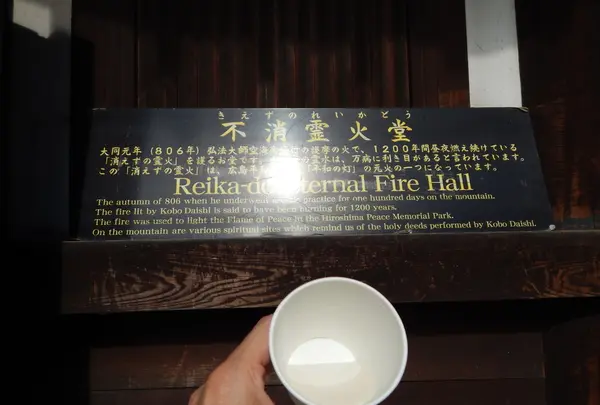 きえずのれいかどう
不消霊火堂
大同元年(806年)弘法大師空海 の護摩の火で、1200年間昼夜燃え続けている
「消えずの霊火」を護るお堂です。 の霊水は、万病に利き目があると言われています。
この「消えずの霊火」は、広島平 「平和の灯」の元火の一つになっています。
Reika-do Eternal Fire Hall
The autumn of 806 when he underwent practice for one hundred days on the mountain.
The fire lit by Kobo Daishi is said to have been burning for 1200 years.
The fire was used to light the Flame of Peace in the Hiroshima Peace Memorial Park.
On the mountain are various spiritual sites which remind us of the holy deeds performed by Kobo Daishi.